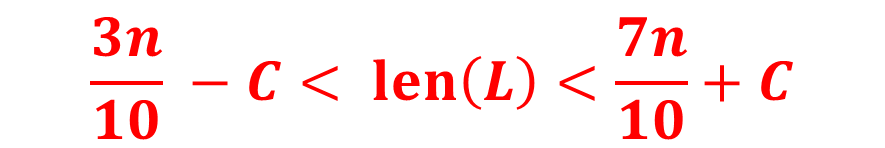 3n/10 − C < len(L) < 7n/10 + C